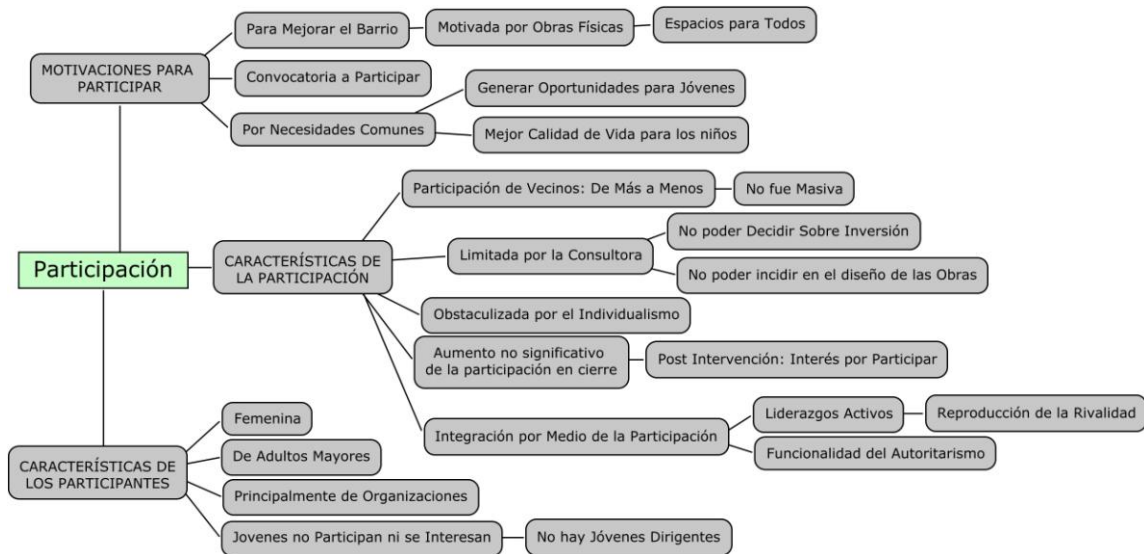 Para Mejorar el Barrio
Motivada por Obras Físicas
Espacios para Todos
MOTIVACIONES PARA
PARTICIPAR
Convocatoria a Participar
Generar Oportunidades para Jóvenes
Por Necesidades Comunes
Mejor Calidad de Vida para los niños
Participación de Vecinos: De Más a Menos
No fue Masiva
No poder Decidir Sobre Inversión
Participación
CARACTERÍSTICAS DE
LA PARTICIPACIÓN
Limitada por la Consultora
No poder incidir en el diseño de las Obras
Obstaculizada por el Individualismo
Aumento no significativo
de la participación en cierre
Post Intervención: Interés por Participar
Liderazgos Activos
Reproducción de la Rivalidad
Integración por Medio de la Participación
Funcionalidad del Autoritarismo
Femenina
De Adultos Mayores
CARACTERÍSTICAS DE
LOS PARTICIPANTES
Principalmente de Organizaciones
Jovenes no Participan ni se Interesan
No hay Jóvenes Dirigentes